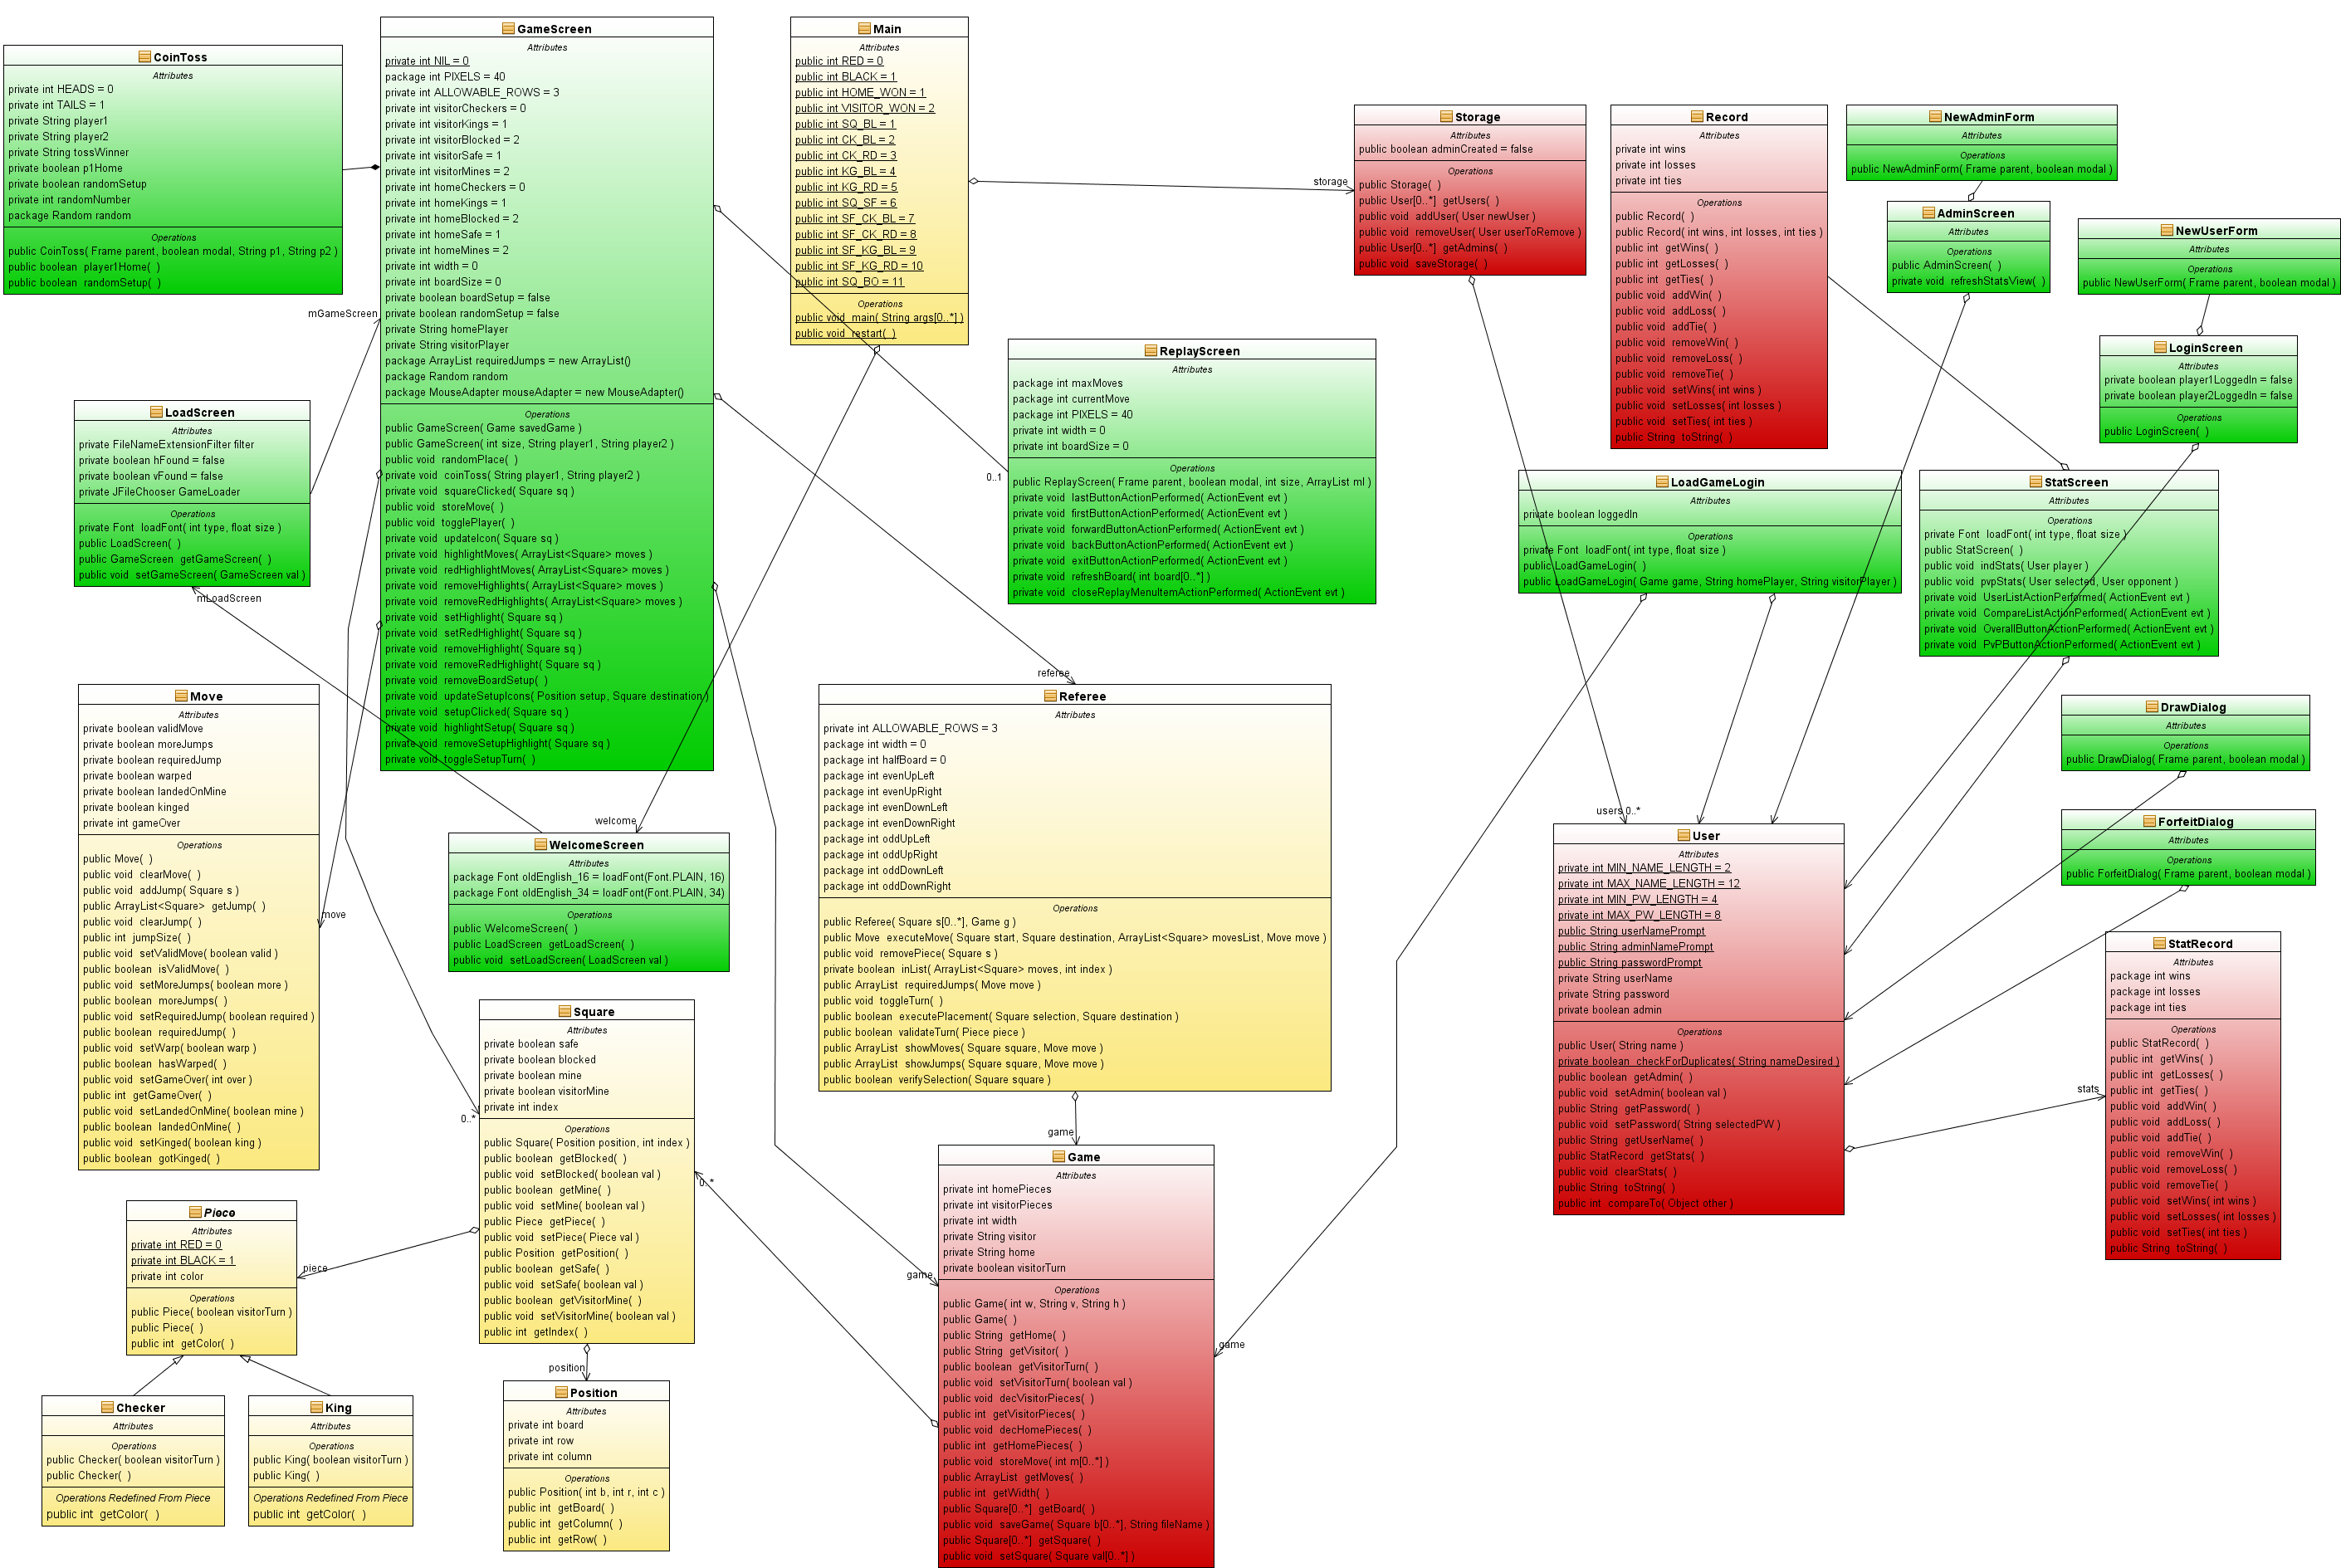 CoinToss
Attributes
private int HEADS = 0
private int TAILS = 1
private String player1
private String player2
private String tossWinner
private boolean p1Home
private boolean randomSetup
private int randomNumber
package Random random
Operations
public CoinToss( Frame parent, boolean modal, String p1, String p2 )
public boolean player1Home( )
public boolean randomSetup( )
GameScreen
Attributes
private int NIL = 0
package int PIXELS = 40
private int ALLOWABLE_ROWS = 3
private int visitorCheckers = 0
private int visitorKings = 1
private int visitorBlocked = 2
private int visitorSafe = 1
private int visitorMines = 2
private int homeCheckers = 0
private int homeKings = 1
private int homeBlocked = 2
private int homeSafe = 1
private int homeMines = 2
private int width = 0
private int boardSize = 0
private boolean boardSetup = false
private boolean randomSetup = false
private String homePlayer
private String visitorPlayer
package ArrayList requiredJumps = new ArrayList()
package Random random
package MouseAdapter mouseAdapter = new MouseAdapter()
Operations
public GameScreen( Game savedGame )
public GameScreen( int size, String player1, String player2 )
public void randomPlace( )
private void coinToss( String player1, String player2 )
private void squareClicked( Square sq )
public void storeMove( )
public void togglePlayer( )
private void updateIcon( Square sq )
private void highlightMoves( ArrayList<Square> moves )
private void redHighlightMoves( ArrayList<Square> moves )
private void removeHighlights( ArrayList<Square> moves )
private void removeRedHighlights( ArrayList<Square> moves )
private void setHighlight( Square sq )
private void setRedHighlight( Square sq )
private void removeHighlight( Square sq )
private void removeRedHighlight( Square sq )
private void removeBoardSetup( )
private void updateSetupIcons( Position setup, Square destination )
private void setupClicked( Square sq )
private void highlightSetup( Square sq )
private void removeSetupHighlight( Square sq )
private void toggleSetupTurn( )
Main
Attributes
public int RED = 0
public int BLACK = 1
public int HOME_WON = 1
public int VISITOR_WON = 2
public int SQ_BL = 1
public int CK_BL = 2
public int CK_RD = 3
public int KG_BL = 4
public int KG_RD = 5
public int SQ_SF = 6
public int SF_CK_BL = 7
public int SF_CK_RD = 8
public int SF_KG_BL = 9
public int SF_KG_RD = 10
public int SQ_BO = 11
Operations
public void main( String args[0..*] )
public void restart( )
storage
Storage
Attributes
public boolean adminCreated = false
Operations
public Storage( )
public User[0..*] getUsers( )
public void addUser( User newUser )
public void removeUser( User userToRemove )
public User[0..*] getAdmins( )
public void saveStorage( )
Record
Attributes
private int wins
private int losses
private int ties
Operations
public Record( )
public Record( int wins, int losses, int ties )
public int getWins( )
public int getLosses( )
public int getTies( )
public void addWin( )
public void addLoss( )
public void addTie( )
public void removeWin( )
public void removeLoss( )
public void removeTie( )
public void setWins( int wins )
public void setLosses( int losses )
public void setTies( int ties )
public String toString( )
NewAdminForm
Attributes
Operations
public NewAdminForm( Frame parent, boolean modal )
AdminScreen
Attributes
Operations
public AdminScreen( )
private void refreshStatsView( )
NewUserForm
Attributes
Operations
public NewUserForm( Frame parent, boolean modal )
LoginScreen
Attributes
private boolean player1LoggedIn = false
private boolean player2LoggedIn = false
Operations
public LoginScreen( )
mGameScreen
ReplayScreen
Attributes
package int maxMoves
package int currentMove
package int PIXELS = 40
private int width = 0
private int boardSize = 0
Operations
public ReplayScreen( Frame parent, boolean modal, int size, ArrayList ml )
private void lastButtonActionPerformed( ActionEvent evt )
private void firstButtonActionPerformed( ActionEvent evt )
private void forwardButtonActionPerformed( ActionEvent evt )
private void backButtonActionPerformed( ActionEvent evt )
private void exitButtonActionPerformed( ActionEvent evt )
private void refreshBoard( int board[0..*] )
private void closeReplayMenuItemActionPerformed( ActionEvent evt )
0..1
LoadScreen
Attributes
private FileNameExtensionFilter filter
private boolean hFound = false
private boolean vFound = false
private JFileChooser GameLoader
Operations
private Font loadFont( int type, float size )
public LoadScreen( )
public GameScreen getGameScreen( )
public void setGameScreen( GameScreen val )
mLoadScreen
LoadGameLogin
Attributes
private boolean loggedIn
Operations
private Font loadFont( int type, float size )
public LoadGameLogin( )
public LoadGameLogin( Game game, String homePlayer, String visitorPlayer )
StatScreen
Attributes
Operations
private Font loadFont( int type, float size )
public StatScreen( )
public void indStats( User player )
public void pvpStats( User selected, User opponent )
private void UserListActionPerformed( ActionEvent evt )
private void CompareListActionPerformed( ActionEvent evt )
private void OverallButtonActionPerformed( ActionEvent evt )
private void PvPButtonActionPerformed( ActionEvent evt )
Move
Attributes
private boolean validMove
private boolean moreJumps
private boolean requiredJump
private boolean warped
private boolean landedOnMine
private boolean kinged
private int gameOver
Operations
public Move( )
public void clearMove( )
public void addJump( Square s )
public ArrayList<Square> getJump( )
public void clearJump( )
public int jumpSize( )
public void setValidMove( boolean valid )
public boolean isValidMove( )
public void setMoreJumps( boolean more )
public boolean moreJumps( )
public void setRequiredJump( boolean required )
public boolean requiredJump( )
public void setWarp( boolean warp )
public boolean hasWarped( )
public void setGameOver( int over )
public int getGameOver( )
public void setLandedOnMine( boolean mine )
public boolean landedOnMine( )
public void setKinged( boolean king )
public boolean gotKinged( )
move
welcome
WelcomeScreen
Attributes
package Font oldEnglish_16 = loadFont(Font.PLAIN, 16)
package Font oldEnglish_34 = loadFont(Font.PLAIN, 34)
Operations
public WelcomeScreen( )
public LoadScreen getLoadScreen( )
public void setLoadScreen( LoadScreen val )
referee
Referee
Attributes
private int ALLOWABLE_ROWS = 3
package int width = 0
package int halfBoard = 0
package int evenUpLeft
package int evenUpRight
package int evenDownLeft
package int evenDownRight
package int oddUpLeft
package int oddUpRight
package int oddDownLeft
package int oddDownRight
Operations
public Referee( Square s[0..*], Game g )
public Move executeMove( Square start, Square destination, ArrayList<Square> movesList, Move move )
public void removePiece( Square s )
private boolean inList( ArrayList<Square> moves, int index )
public ArrayList requiredJumps( Move move )
public void toggleTurn( )
public boolean executePlacement( Square selection, Square destination )
public boolean validateTurn( Piece piece )
public ArrayList showMoves( Square square, Move move )
public ArrayList showJumps( Square square, Move move )
public boolean verifySelection( Square square )
users 0..*
User
Attributes
private int MIN_NAME_LENGTH = 2
private int MAX_NAME_LENGTH = 12
private int MIN_PW_LENGTH = 4
private int MAX_PW_LENGTH = 8
public String userNamePrompt
public String adminNamePrompt
public String passwordPrompt
private String userName
private String password
private boolean admin
Operations
public User( String name )
private boolean checkForDuplicates( String nameDesired )
public boolean getAdmin( )
public void setAdmin( boolean val )
public String getPassword( )
public void setPassword( String selectedPW )
public String getUserName( )
public StatRecord getStats( )
public void clearStats( )
public String toString( )
public int compareTo( Object other )
DrawDialog
Attributes
Operations
public DrawDialog( Frame parent, boolean modal )
ForfeitDialog
Attributes
Operations
public ForfeitDialog( Frame parent, boolean modal )
stats
StatRecord
Attributes
package int wins
package int losses
package int ties
Operations
public StatRecord( )
public int getWins( )
public int getLosses( )
public int getTies( )
public void addWin( )
public void addLoss( )
public void addTie( )
public void removeWin( )
public void removeLoss( )
public void removeTie( )
public void setWins( int wins )
public void setLosses( int losses )
public void setTies( int ties )
public String toString( )
0..*
Square
Attributes
private boolean safe
private boolean blocked
private boolean mine
private boolean visitorMine
private int index
Operations
public Square( Position position, int index )
public boolean getBlocked( )
public void setBlocked( boolean val )
public boolean getMine( )
public void setMine( boolean val )
public Piece getPiece( )
public void setPiece( Piece val )
public Position getPosition( )
public boolean getSafe( )
public void setSafe( boolean val )
public boolean getVisitorMine( )
public void setVisitorMine( boolean val )
public int getIndex( )
0..*
game
game
game
Game
Attributes
private int homePieces
private int visitorPieces
private int width
private String visitor
private String home
private boolean visitorTurn
Operations
public Game( int w, String v, String h )
public Game( )
public String getHome( )
public String getVisitor( )
public boolean getVisitorTurn( )
public void setVisitorTurn( boolean val )
public void decVisitorPieces( )
public int getVisitorPieces( )
public void decHomePieces( )
public int getHomePieces( )
public void storeMove( int m[0..*] )
public ArrayList getMoves( )
public int getWidth( )
public Square[0..*] getBoard( )
public void saveGame( Square b[0..*], String fileName )
public Square[0..*] getSquare( )
public void setSquare( Square val[0..*] )
Piece
Attributes
private int RED = 0
private int BLACK = 1
private int color
Operations
public Piece( boolean visitorTurn )
public Piece( )
public int getColor( )
piece
Checker
Attributes
Operations
public Checker( boolean visitorTurn )
public Checker( )
Operations Redefined From Piece
public int getColor( )
King
Attributes
Operations
public King( boolean visitorTurn )
public King( )
Operations Redefined From Piece
public int getColor( )
position
Position
Attributes
private int board
private int row
private int column
Operations
public Position( int b, int r, int c )
public int getBoard( )
public int getColumn( )
public int getRow( )